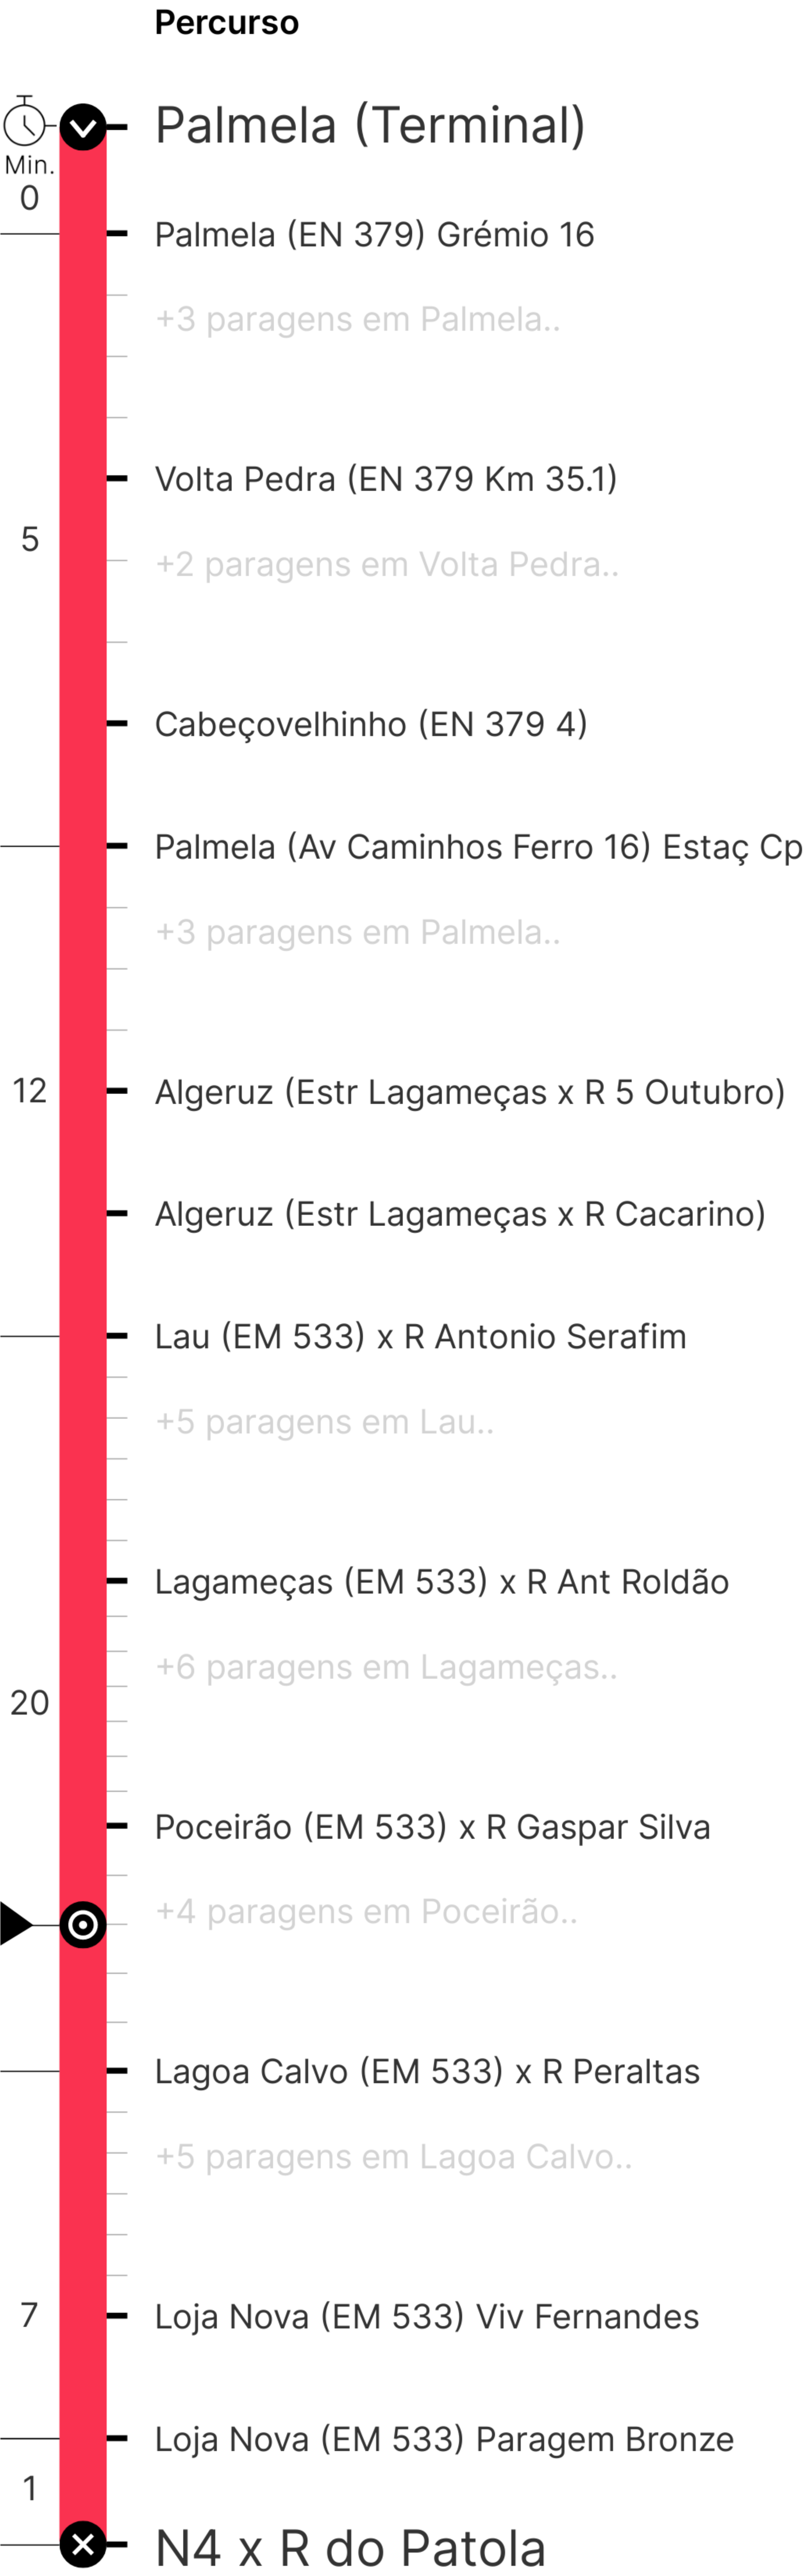 Percurso
Palmela (Terminal)
Min.
0
Palmela (EN 379) Grémio 16
+3 paragens em Palmela..
Volta Pedra (EN 379 Km 35.1)
5
+2 paragens em Volta Pedra..
Cabeçovelhinho (EN 379 4)
Palmela (Av Caminhos Ferro 16) Estaç Cp
+3 paragens em Palmela..
12
Algeruz (Estr Lagameças x R 5 Outubro)
Algeruz (Estr Lagameças x R Cacarino)
Lau (EM 533) x R Antonio Serafim
+5 paragens em Lau..
Lagameças (EM 533) x R Ant Roldão
+6 paragens em Lagameças..
20
Poceirão (EM 533) x R Gaspar Silva
+4 paragens em Poceirão..
Lagoa Calvo (EM 533) x R Peraltas
+5 paragens em Lagoa Calvo..
7
Loja Nova (EM 533) Viv Fernandes
Loja Nova (EM 533) Paragem Bronze
1
N4 x R do Patola